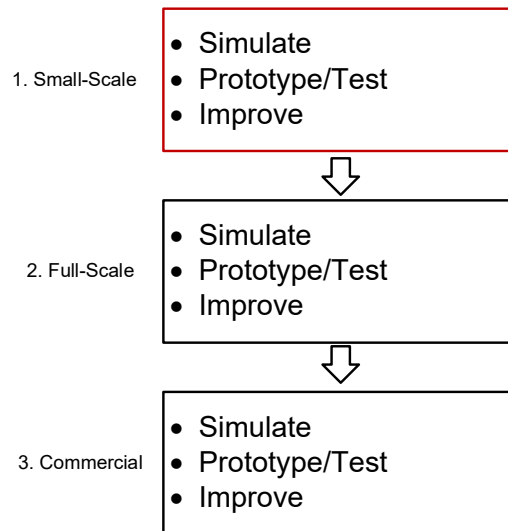 1. Small-Scale
• Simulate
• Prototype/Test
• Improve
2. Full-Scale
• Simulate
• Prototype/Test
• Improve
3. Commercial
• Simulate
• Prototype/Test
• Improve